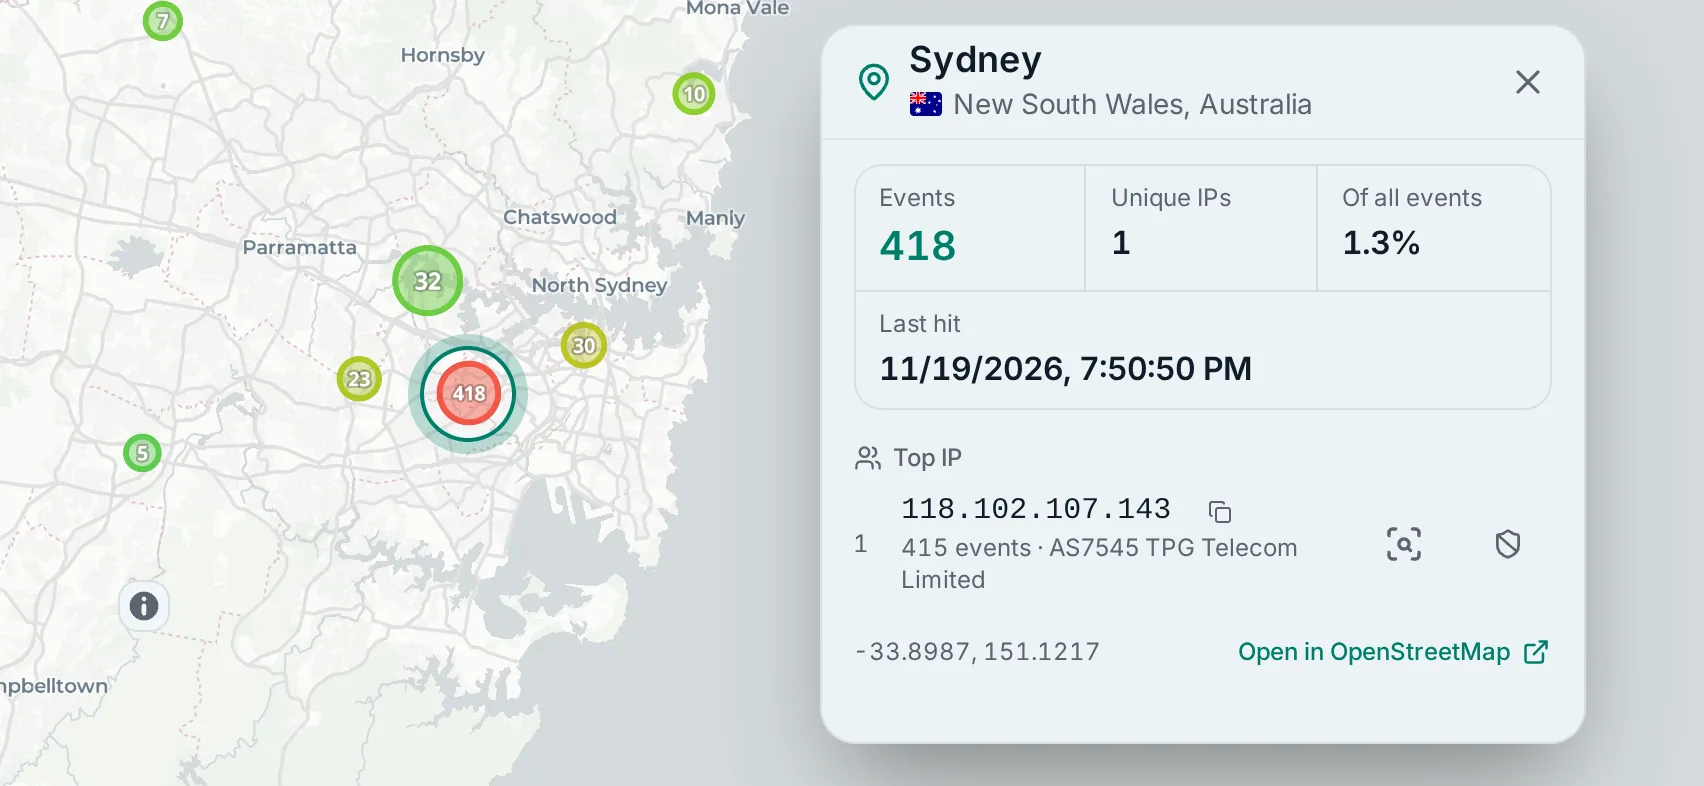 Mona Vale
7
Hornsby
10
Chatswood
Manly
Parramatta
32
North Sydney
30
23
418
5
mpbelltown
Sydney
New South Wales, Australia
Events
418
Unique IPs
1
Of all events
1.3%
Last hit
11/19/2026, 7:50:50 PM
Top IP
1
118.102.107.143
415 events · AS7545 TPG Telecom
Limited
-33.8987, 151.1217
Open in OpenStreetMap